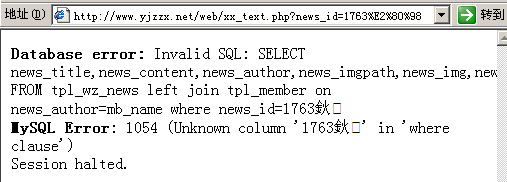 地址(D) http://www.yjzzx.net/web/xx_text.php?news_id=1763%E2%80%98 转到
Database error: Invalid SQL: SELECT
news_title,news_content,news_author,news_imgpath,news_img,new
FROM tpl_wz_news left join tpl_member on
news_author=mb_name where news_id=1763鈥
MySQL Error: 1054 (Unknown column '1763鈥' in 'where
clause')
Session halted.